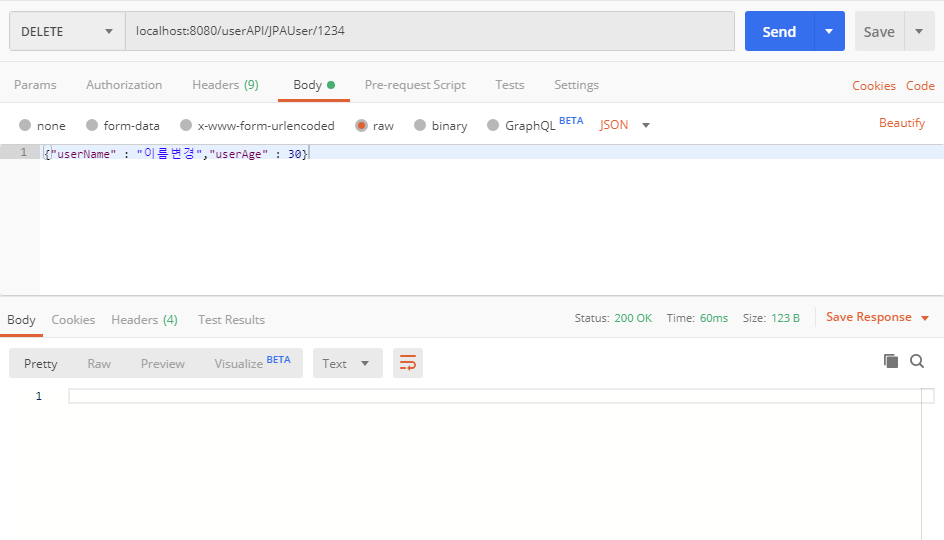 DELETE localhost:8080/userAPI/JPAUser/1234 Send Save
Params Authorization Headers (9) Body Pre-request Script Tests Settings Cookies Code
none form-data x-www-form-urlencoded raw binary GraphQL BETA JSON Beautify
1 {"userName" : "이름변경","userAge" : 30}
Body Cookies Headers (4) Test Results Status: 200 OK Time: 60ms Size: 123 B Save Response
Pretty Raw Preview Visualize BETA Text
1